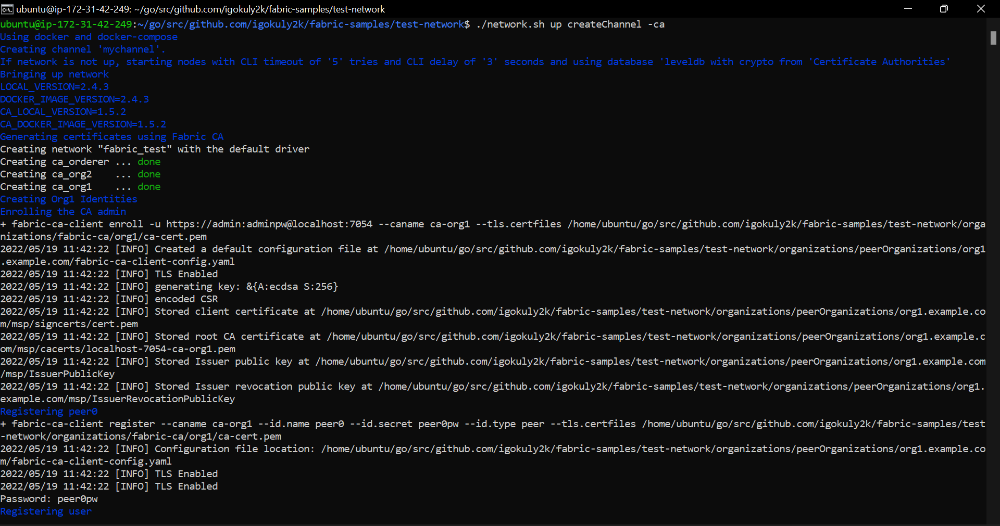 ubuntu@ip-172-31-42-249: ~/go/src/github.com/igokuly2k/fabric-samples/test-network
ubuntu@ip-172-31-42-249:~/go/src/github.com/igokuly2k/fabric-samples/test-network$ ./network.sh up createChannel -ca
Using docker and docker-compose
Creating channel 'mychannel'.
If network is not up, starting nodes with CLI timeout of '5' tries and CLI delay of '3' seconds and using database 'leveldb with crypto from 'Certificate Authorities'
Bringing up network
LOCAL_VERSION=2.4.3
DOCKER_IMAGE_VERSION=2.4.3
CA_LOCAL_VERSION=1.5.2
CA_DOCKER_IMAGE_VERSION=1.5.2
Generating certificates using Fabric CA
Creating network "fabric_test" with the default driver
Creating ca_orderer ... done
Creating ca_org2    ... done
Creating ca_org1    ... done
Creating Org1 Identities
Enrolling the CA admin
+ fabric-ca-client enroll -u https://admin:adminpw@localhost:7054 --caname ca-org1 --tls.certfiles /home/ubuntu/go/src/github.com/igokuly2k/fabric-samples/test-network/orga
nizations/fabric-ca/org1/ca-cert.pem
2022/05/19 11:42:22 [INFO] Created a default configuration file at /home/ubuntu/go/src/github.com/igokuly2k/fabric-samples/test-network/organizations/peerOrganizations/org1
.example.com/fabric-ca-client-config.yaml
2022/05/19 11:42:22 [INFO] TLS Enabled
2022/05/19 11:42:22 [INFO] generating key: &{A:ecdsa S:256}
2022/05/19 11:42:22 [INFO] encoded CSR
2022/05/19 11:42:22 [INFO] Stored client certificate at /home/ubuntu/go/src/github.com/igokuly2k/fabric-samples/test-network/organizations/peerOrganizations/org1.example.co
m/msp/signcerts/cert.pem
2022/05/19 11:42:22 [INFO] Stored root CA certificate at /home/ubuntu/go/src/github.com/igokuly2k/fabric-samples/test-network/organizations/peerOrganizations/org1.example.c
om/msp/cacerts/localhost-7054-ca-org1.pem
2022/05/19 11:42:22 [INFO] Stored Issuer public key at /home/ubuntu/go/src/github.com/igokuly2k/fabric-samples/test-network/organizations/peerOrganizations/org1.example.com
/msp/IssuerPublicKey
2022/05/19 11:42:22 [INFO] Stored Issuer revocation public key at /home/ubuntu/go/src/github.com/igokuly2k/fabric-samples/test-network/organizations/peerOrganizations/org1.
example.com/msp/IssuerRevocationPublicKey
Registering peer0
+ fabric-ca-client register --caname ca-org1 --id.name peer0 --id.secret peer0pw --id.type peer --tls.certfiles /home/ubuntu/go/src/github.com/igokuly2k/fabric-samples/test
-network/organizations/fabric-ca/org1/ca-cert.pem
2022/05/19 11:42:22 [INFO] Configuration file location: /home/ubuntu/go/src/github.com/igokuly2k/fabric-samples/test-network/organizations/peerOrganizations/org1.example.co
m/fabric-ca-client-config.yaml
2022/05/19 11:42:22 [INFO] TLS Enabled
2022/05/19 11:42:22 [INFO] TLS Enabled
Password: peer0pw
Registering user